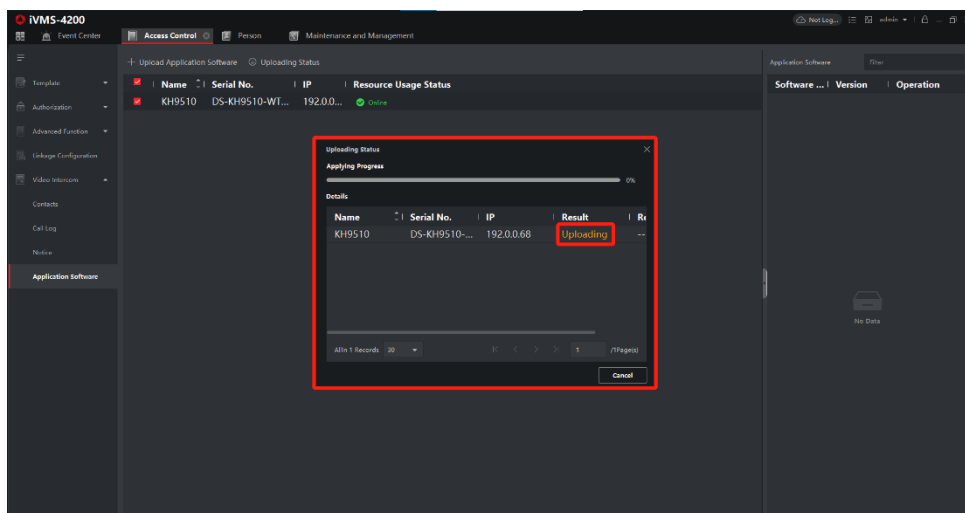 iVMS-4200
Not Log... admin
Event Center Access Control Person Maintenance and Management
Upload Application Software Uploading Status
Application Software Filter
Template
Authorization
Advanced Function
Linkage Configuration
Video Intercom
Contacts
Call Log
Notice
Application Software
Name Serial No. IP Resource Usage Status
KH9510 DS-KH9510-WT... 192.0.0... Online
Software ... Version Operation
No Data
Uploading Status
Applying Progress
0%
Details
Name Serial No. IP Result Re
KH9510 DS-KH9510-... 192.0.0.68 Uploading --
Allin 1 Records 20 1 /1Page(s)
Cancel